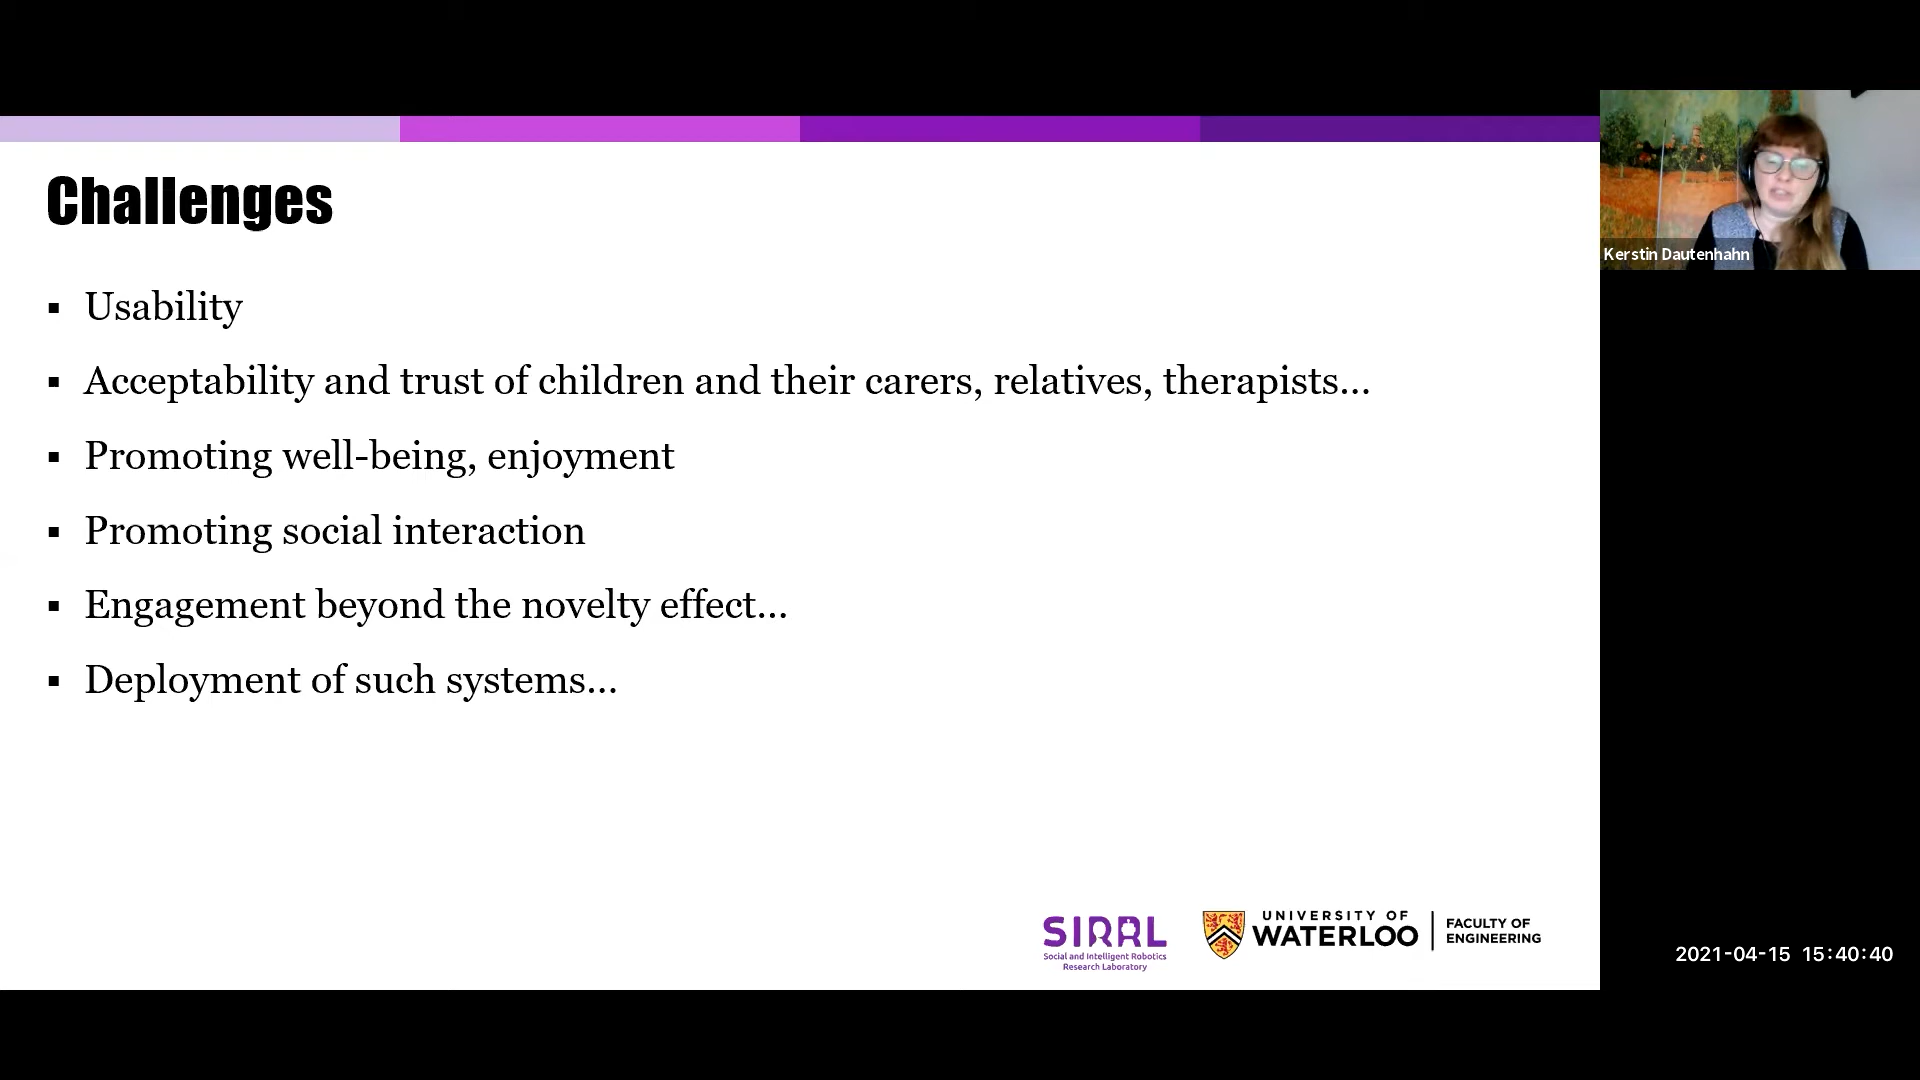 Challenges
▪ Usability
▪ Acceptability and trust of children and their carers, relatives, therapists...
▪ Promoting well-being, enjoyment
▪ Promoting social interaction
▪ Engagement beyond the novelty effect...
▪ Deployment of such systems...
Kerstin Dautenhahn
SIRRL
Social and Intelligent Robotics
Research Laboratory
UNIVERSITY OF
WATERLOO
FACULTY OF
ENGINEERING
2021-04-15 15:40:40